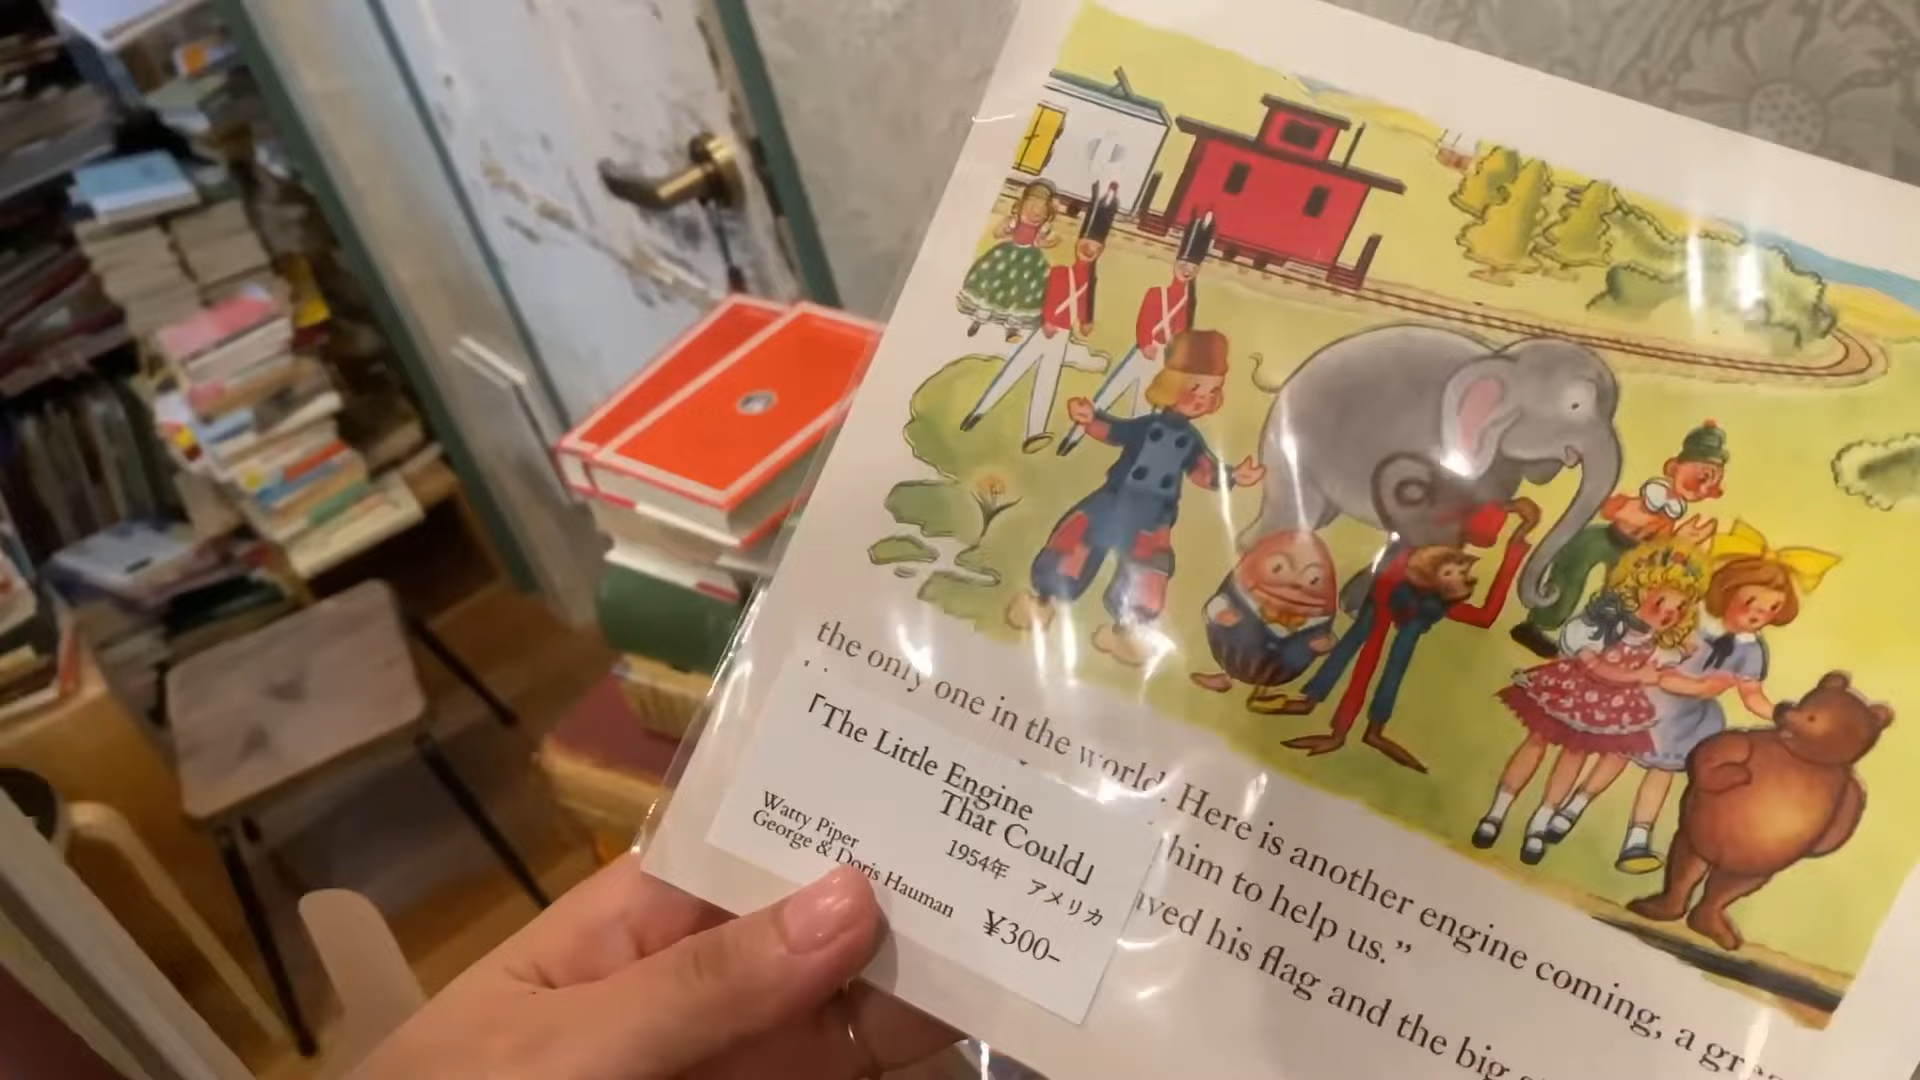 the only one in the world. Here is another engine coming, a
him to help us.”
his flag and the big
「The Little Engine
That Could」
1954年 アメリカ
Watty Piper
George & Doris Hauman
¥300-